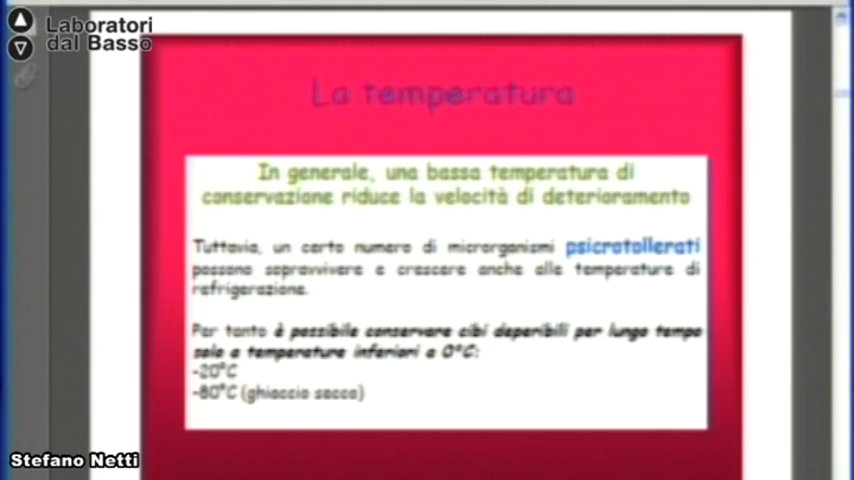 Laboratori
dal Basso
La temperatura
In generale, una bassa temperatura di
conservazione riduce la velocità di deterioramento
Tuttavia, un certo numero di microrganismi psicrotollerati
possono sopravvivere e crescere anche alle temperature di
refrigerazione.
Per tanto è possibile conservare cibi deperibili per lungo tempo
solo a temperature inferiori a 0°C:
-20°C
-80°C (ghiaccio secco)
Stefano Netti